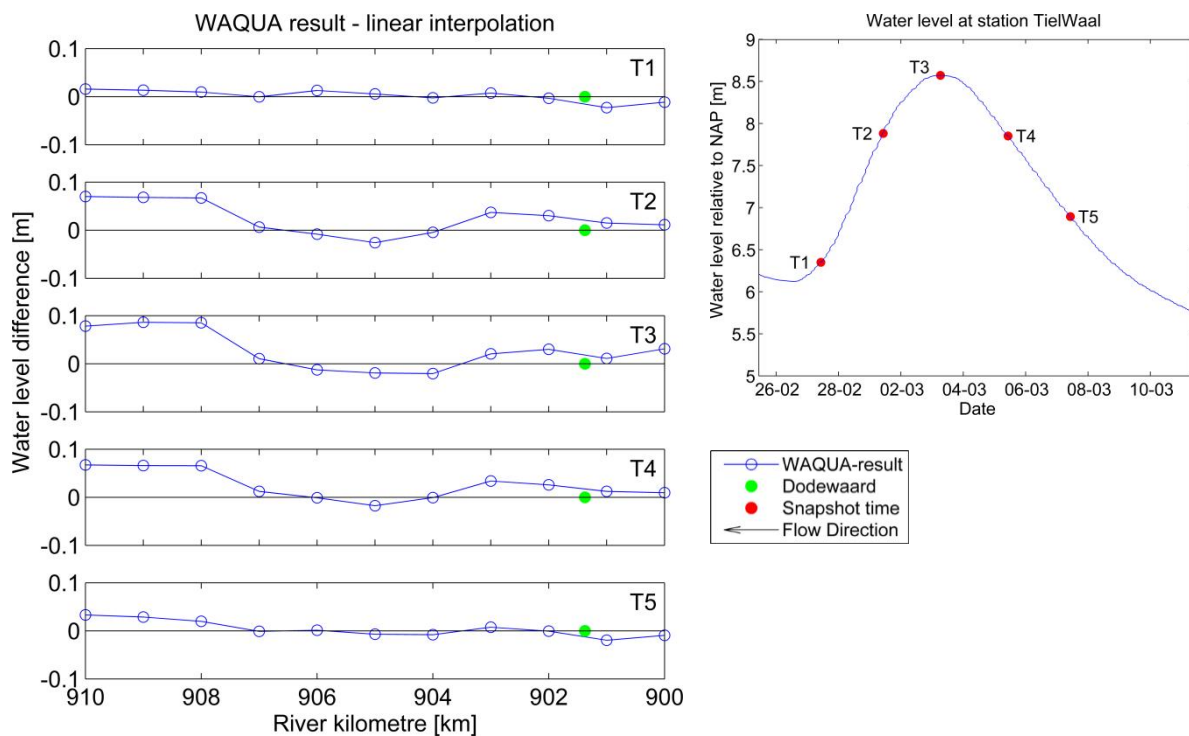 WAQUA result - linear interpolation
0.1
0
-0.1
T1
0.1
0
-0.1
T2
0.1
0
-0.1
T3
0.1
0
-0.1
T4
0.1
0
-0.1
T5
910
908
906
904
902
900
River kilometre [km]
Water level difference [m]
Water level at station TielWaal
9
8.5
8
7.5
7
6.5
6
5.5
5
T1
T2
T3
T4
T5
26-02
28-02
02-03
04-03
06-03
08-03
10-03
Date
Water level relative to NAP [m]
WAQUA-result
Dodewaard
Snapshot time
Flow Direction